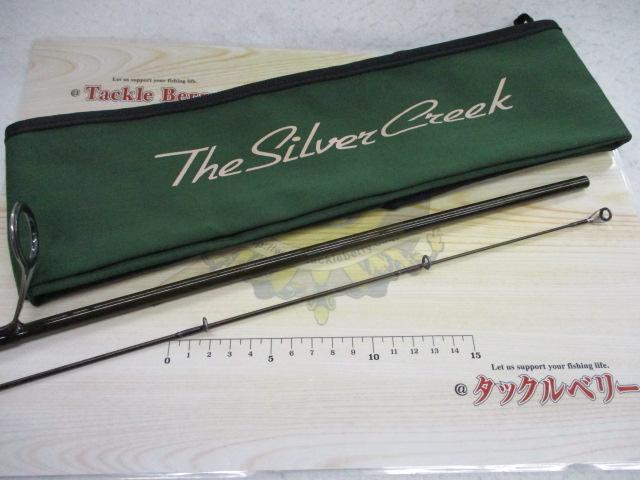 Let us support your fishing life.
@ Tackle Ber
The Silver Creek
0 1 2 3 4 5 6 7 8 9 10 11 12 13 14 15
Let us support your fishing life.
@ タックルベリー